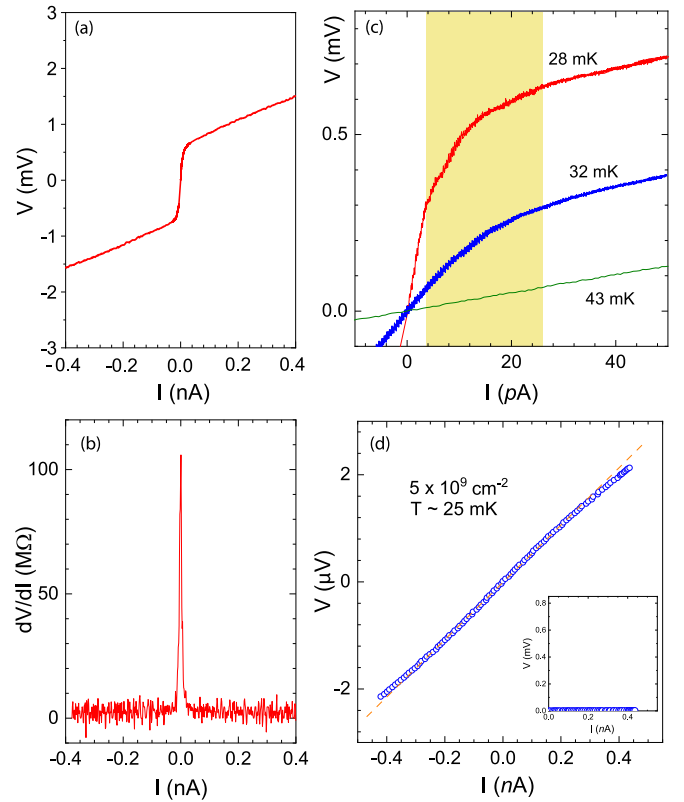 (a)
3
2
1
0
-1
-2
-3
V (mV)
-0.4 -0.2 0.0 0.2 0.4
I (nA)
(c)
0.5
0.0
V (mV)
28 mK
32 mK
43 mK
0 20 40
I (pA)
(b)
100
50
0
dV/dI (MΩ)
-0.4 -0.2 0.0 0.2 0.4
I (nA)
(d)
5 x 10⁹ cm⁻²
T ~ 25 mK
2
0
-2
V (μV)
-0.4 -0.2 0.0 0.2 0.4
I (nA)
0.8
0.6
0.4
0.2
0.0
V (mV)
0.0 0.2 0.4
I (nA)